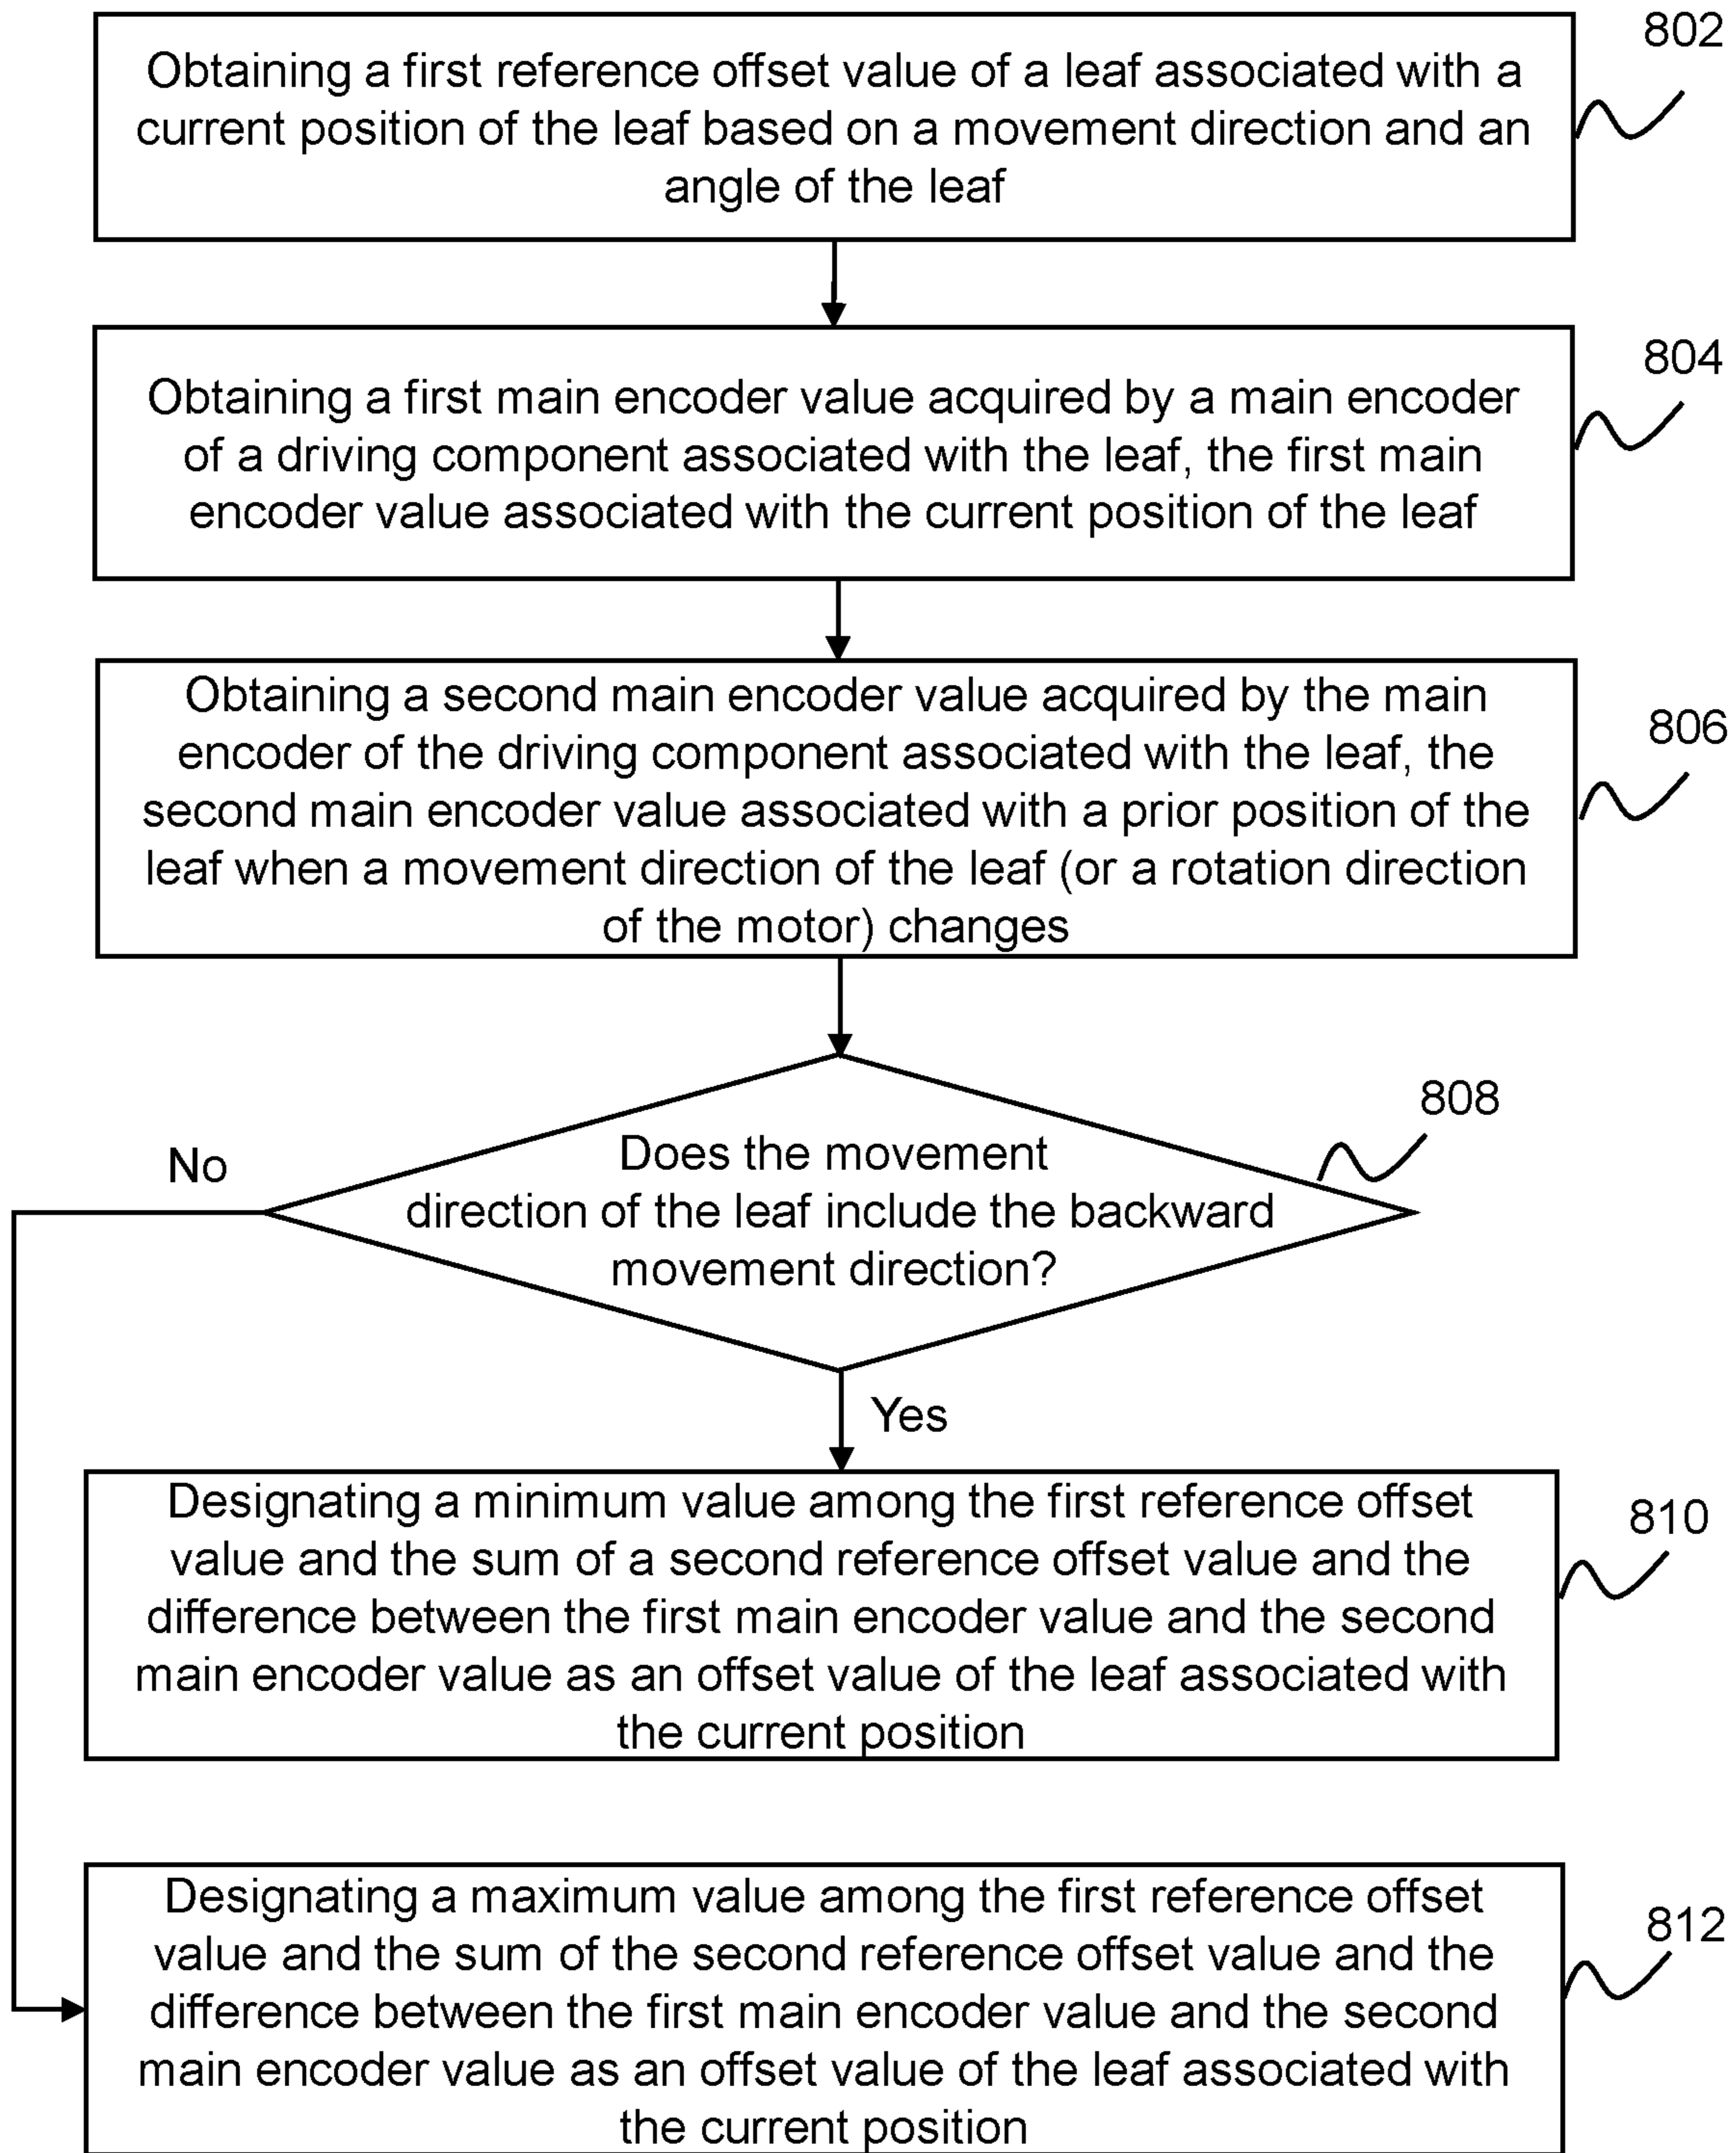 802
Obtaining a first reference offset value of a leaf associated with a
current position of the leaf based on a movement direction and an
angle of the leaf
804
Obtaining a first main encoder value acquired by a main encoder
of a driving component associated with the leaf, the first main
encoder value associated with the current position of the leaf
806
Obtaining a second main encoder value acquired by the main
encoder of the driving component associated with the leaf, the
second main encoder value associated with a prior position of the
leaf when a movement direction of the leaf (or a rotation direction
of the motor) changes
808
No
Does the movement
direction of the leaf include the backward
movement direction?
Yes
810
Designating a minimum value among the first reference offset
value and the sum of a second reference offset value and the
difference between the first main encoder value and the second
main encoder value as an offset value of the leaf associated with
the current position
812
Designating a maximum value among the first reference offset
value and the sum of the second reference offset value and the
difference between the first main encoder value and the second
main encoder value as an offset value of the leaf associated with
the current position